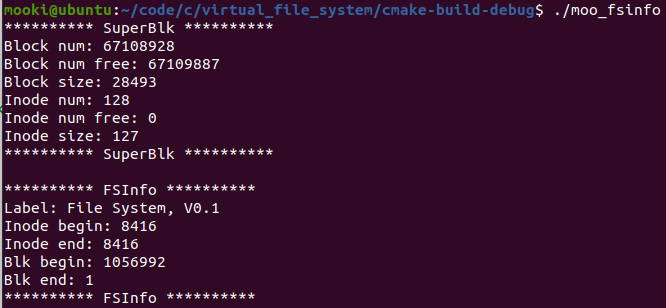 mooki@ubuntu:~/code/c/virtual_file_system/cmake-build-debug$ ./moo_fsinfo
********** SuperBlk **********
Block num: 67108928
Block num free: 67109887
Block size: 28493
Inode num: 128
Inode num free: 0
Inode size: 127
********** SuperBlk **********
********** FSInfo **********
Label: File System, V0.1
Inode begin: 8416
Inode end: 8416
Blk begin: 1056992
Blk end: 1
********** FSInfo **********